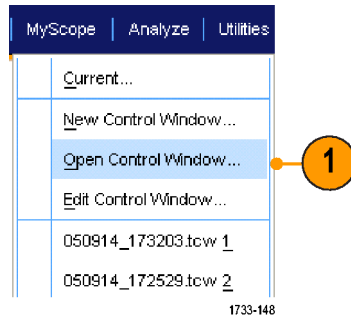 MyScope | Analyze | Utilities
Current...
New Control Window...
Open Control Window...
1
Edit Control Window...
050914_173203.tcw 1
050914_172529.tcw 2
1733-148